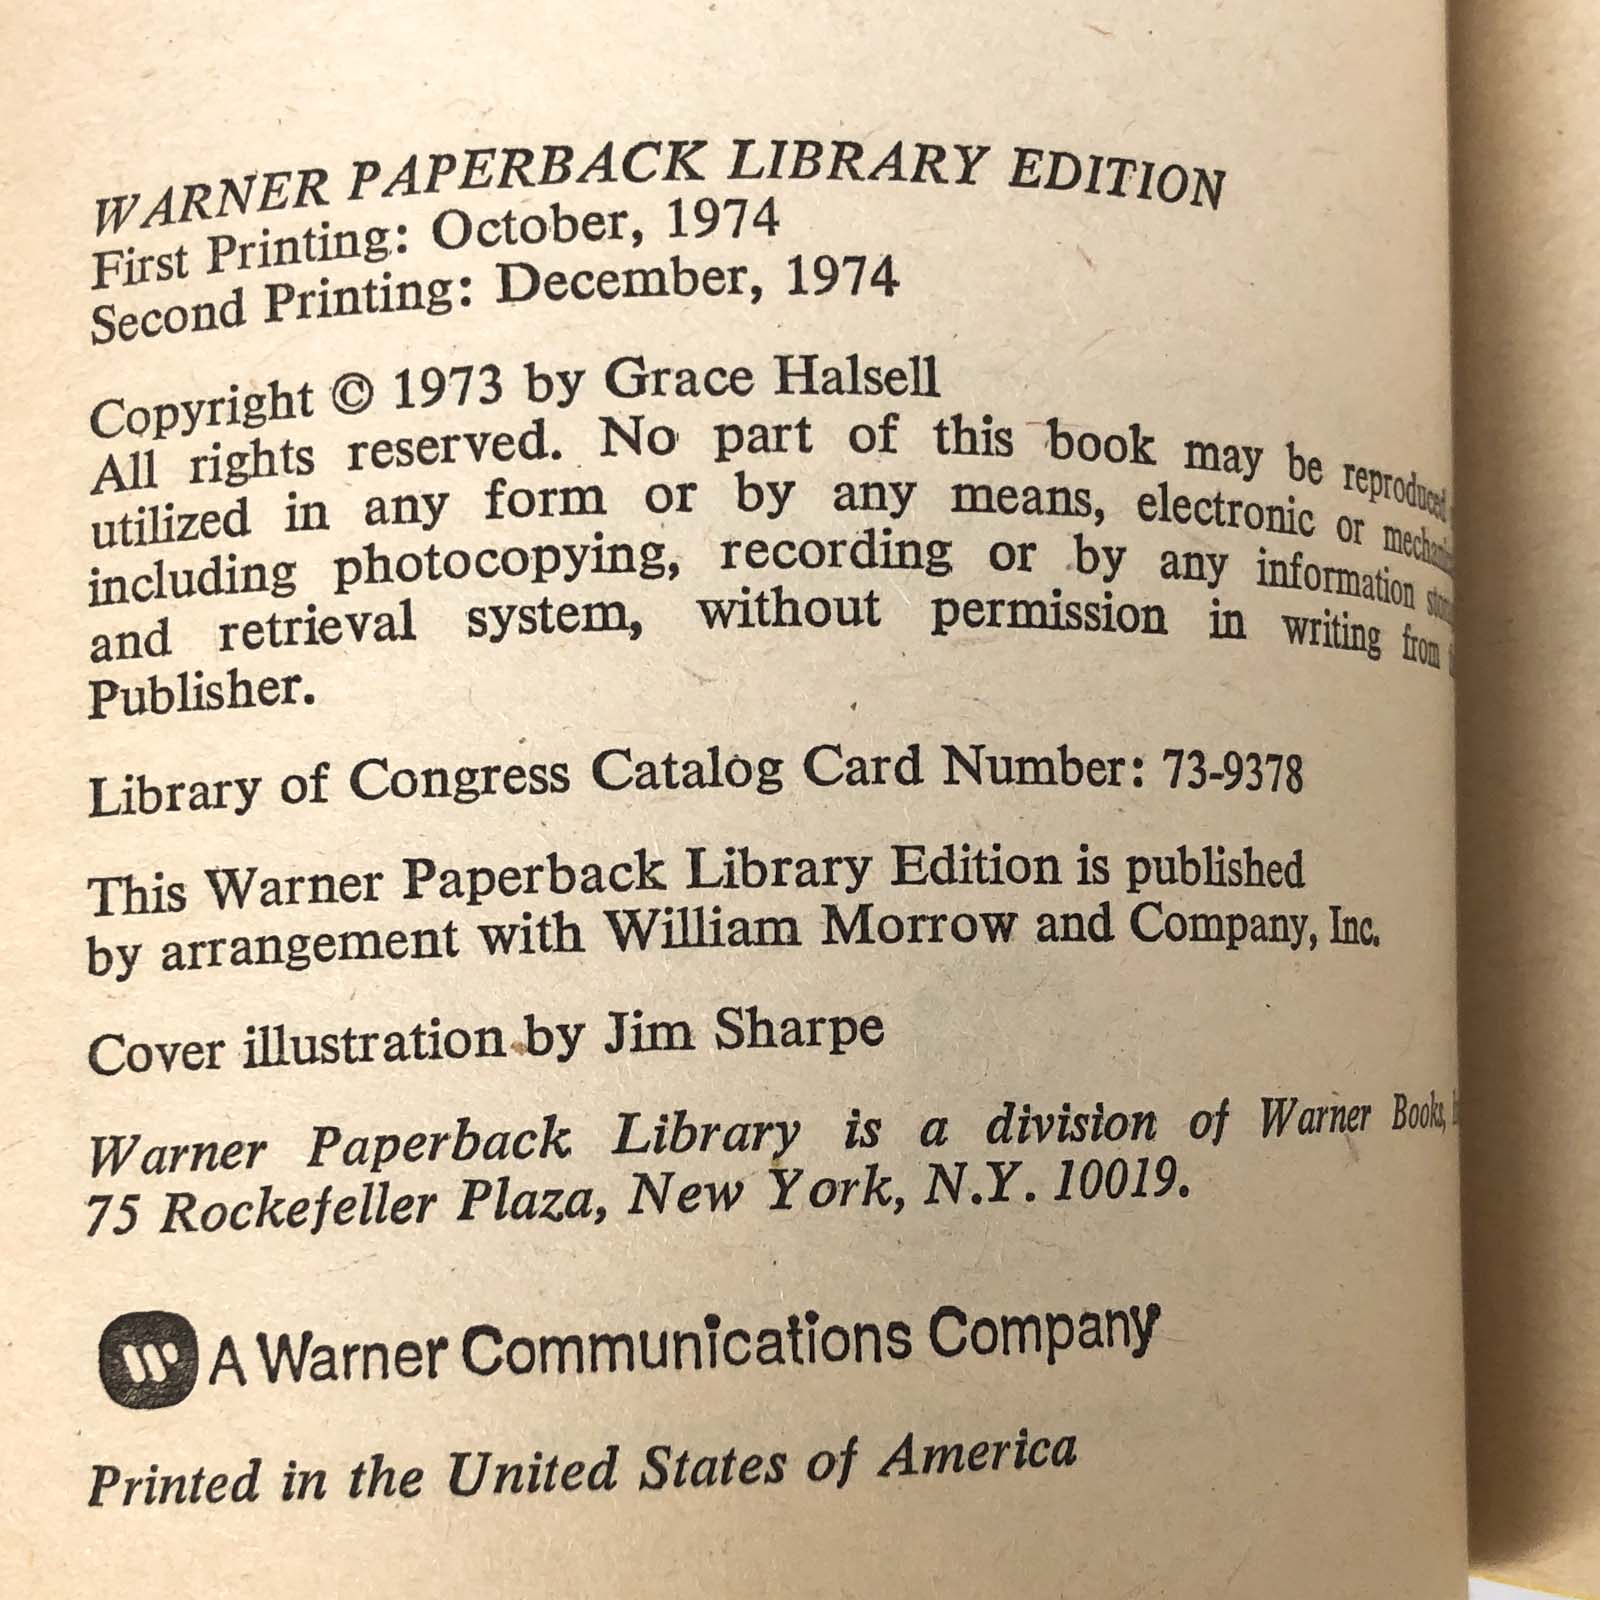 WARNER PAPERBACK LIBRARY EDITION
First Printing: October, 1974
Second Printing: December, 1974
Copyright © 1973 by Grace Halsell
All rights reserved. No part of this book may be reproduced
utilized in any form or by any means, electronic or
including photocopying, recording or by any information
and retrieval system, without permission in writing from
Publisher.
Library of Congress Catalog Card Number: 73-9378
This Warner Paperback Library Edition is published
by arrangement with William Morrow and Company, Inc.
Cover illustration by Jim Sharpe
Warner Paperback Library is a division of Warner Books,
75 Rockefeller Plaza, New York, N.Y. 10019.
A Warner Communications Company
Printed in the United States of America